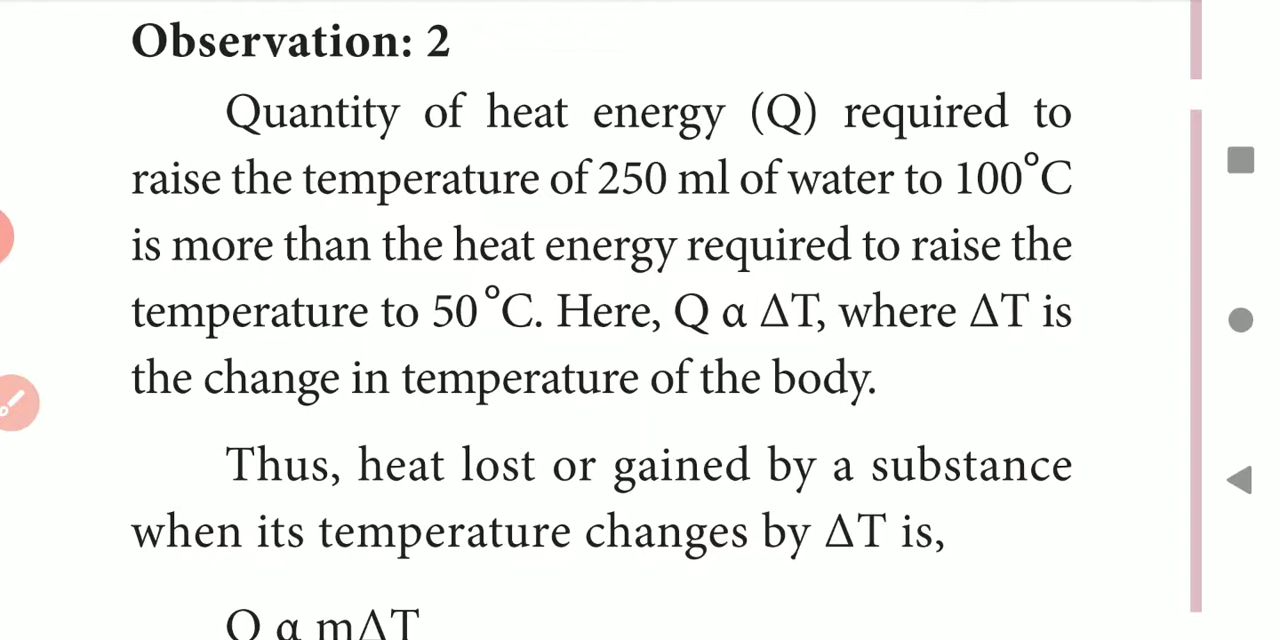 Observation: 2
Quantity of heat energy (Q) required to
raise the temperature of 250 ml of water to 100°C
is more than the heat energy required to raise the
temperature to 50°C. Here, Q α ΔT, where ΔT is
the change in temperature of the body.
Thus, heat lost or gained by a substance
when its temperature changes by ΔT is,
Q α mΔT